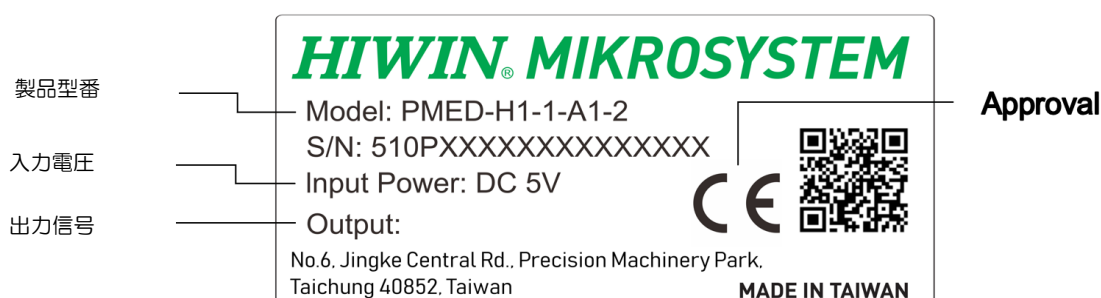 HIWIN® MIKROSYSTEM
製品型番
Model: PMED-H1-1-A1-2
Approval
S/N: 510PXXXXXXXXXXXXXX
入力電圧
Input Power: DC 5V
CE
出力信号
Output:
No.6, Jingke Central Rd., Precision Machinery Park,
Taichung 40852, Taiwan
MADE IN TAIWAN